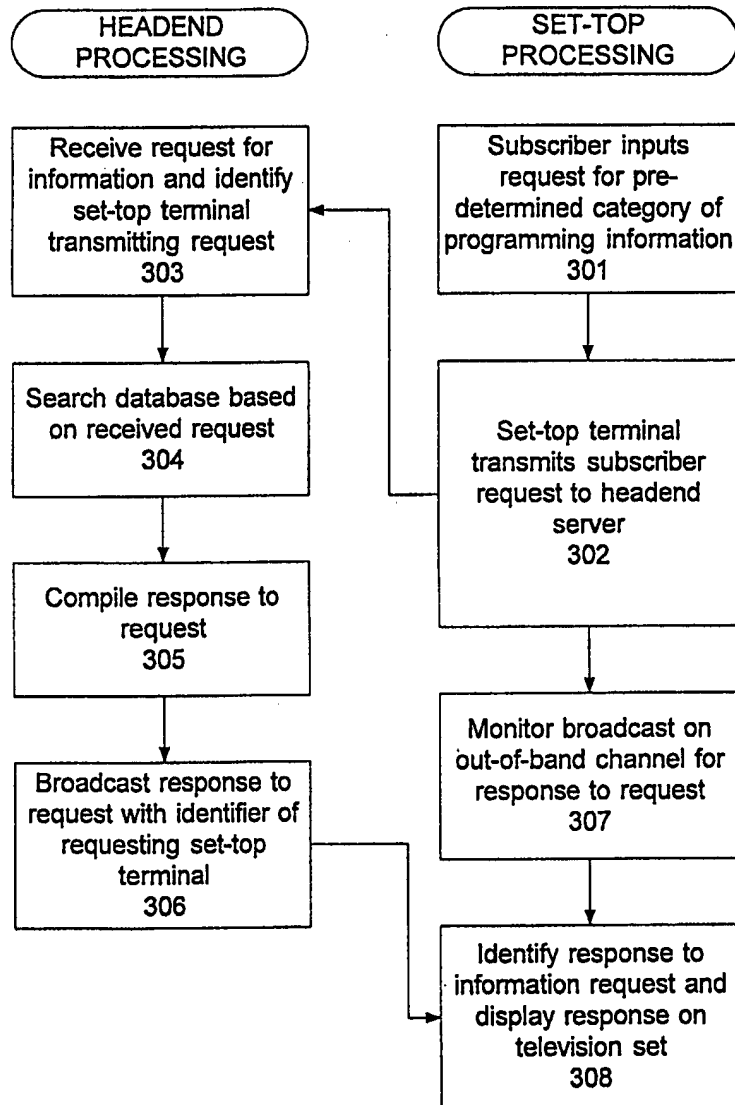 HEADEND
PROCESSING
Receive request for
information and identify
set-top terminal
transmitting request
303
Search database based
on received request
304
Compile response to
request
305
Broadcast response to
request with identifier of
requesting set-top
terminal
306
SET-TOP
PROCESSING
Subscriber inputs
request for pre-
determined category of
programming information
301
Set-top terminal
transmits subscriber
request to headend
server
302
Monitor broadcast on
out-of-band channel for
response to request
307
Identify response to
information request and
display response on
television set
308